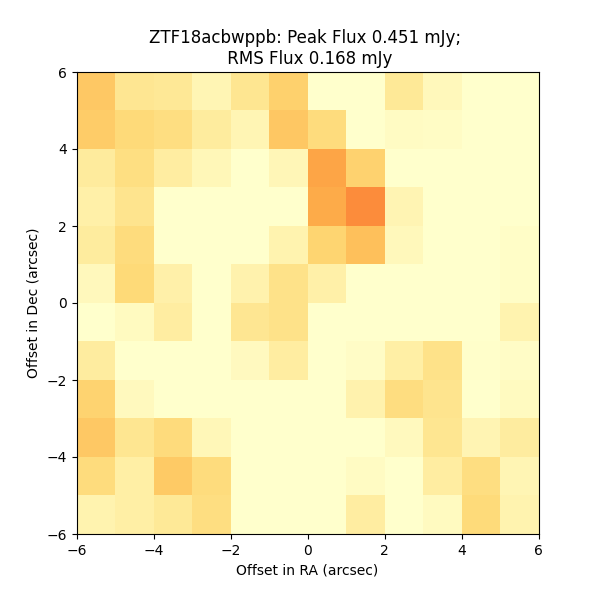 ZTF18acbwppb: Peak Flux 0.451 mJy;
RMS Flux 0.168 mJy
6
4
2
0
−2
−4
−6
Offset in Dec (arcsec)
−6 −4 −2 0 2 4 6
Offset in RA (arcsec)